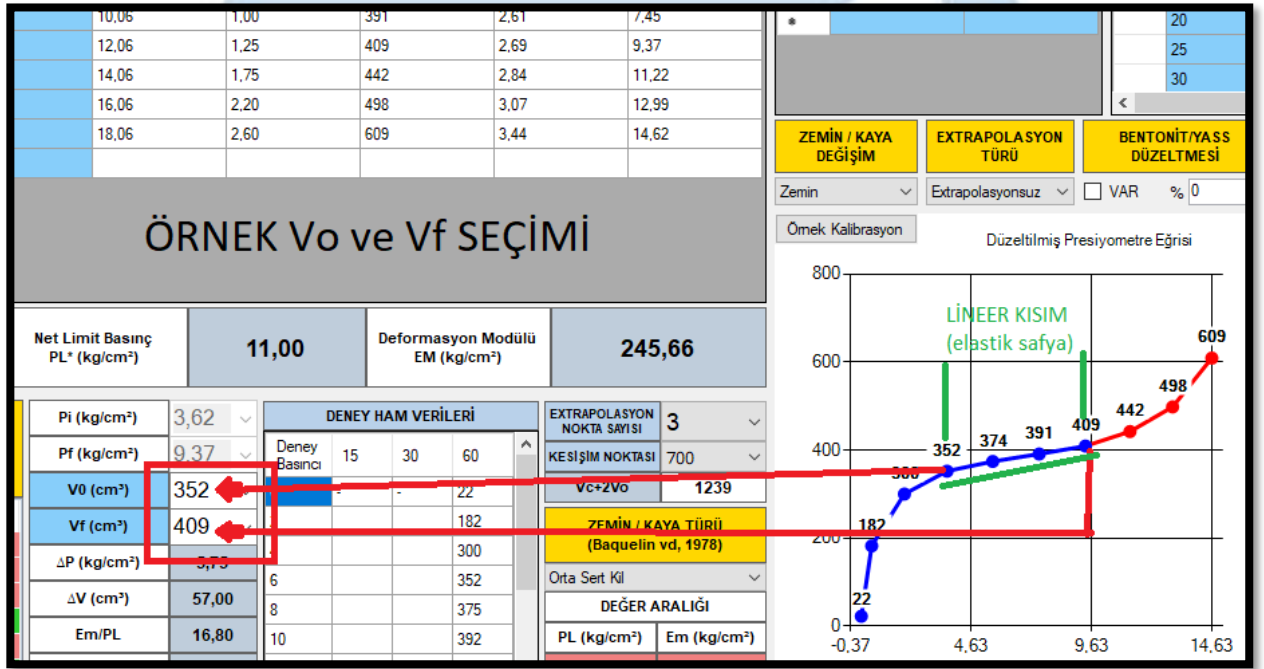 10,06 1,00 391 2,61 7,45
12,06 1,25 409 2,69 9,37
14,06 1,75 442 2,84 11,22
16,06 2,20 498 3,07 12,99
18,06 2,60 609 3,44 14,62
20
25
30
ZEMİN / KAYA DEĞİŞİM
EXTRAPOLASYON TÜRÜ
BENTONİT/YASS DÜZELTMESİ
Zemin
Extrapolasyonsuz
VAR
% 0
ÖRNEK Vo ve Vf SEÇİMİ
Örnek Kalibrasyon
Düzeltilmiş Presiyometre Eğrisi
Net Limit Basınç
PL* (kg/cm²)
11,00
Deformasyon Modülü
EM (kg/cm²)
245,66
Pi (kg/cm²) 3,62
Pf (kg/cm²) 9,37
V0 (cm³) 352
Vf (cm³) 409
ΔP (kg/cm²)
ΔV (cm³) 57,00
Em/PL 16,80
DENEY HAM VERİLERİ
Deney Basıncı 15 30 60
- - 22
182
300
6 352
8 375
10 392
EXTRAPOLASYON NOKTA SAYISI 3
KESİŞİM NOKTASI 700
Vc+2Vo 1239
ZEMİN / KAYA TÜRÜ
(Baquelin vd, 1978)
Orta Sert Kil
DEĞER ARALIĞI
PL (kg/cm²) Em (kg/cm²)
LİNEER KISIM
(elastik safya)
800
600
400
200
0
-0,37 4,63 9,63 14,63
22
182
352
374
391
409
442
498
609